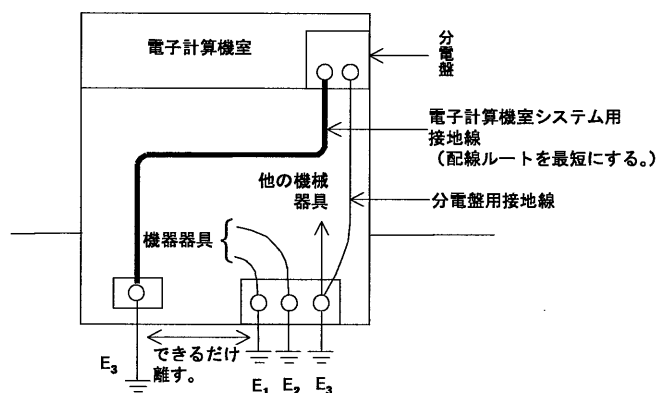 電子計算機室
分電盤
電子計算機室システム用
接地線
（配線ルートを最短にする。）
他の機械
器具
分電盤用接地線
機器器具
できるだけ
離す。
E3
E1
E2
E3